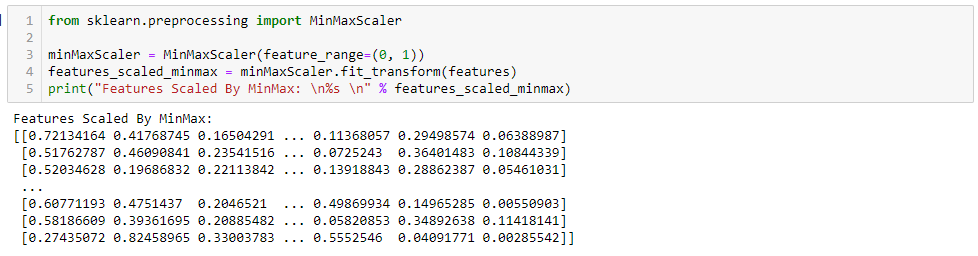 1 from sklearn.preprocessing import MinMaxScaler
2
3 minMaxScaler = MinMaxScaler(feature_range=(0, 1))
4 features_scaled_minmax = minMaxScaler.fit_transform(features)
5 print("Features Scaled By MinMax: \n%s \n" % features_scaled_minmax)
Features Scaled By MinMax:
[[0.72134164 0.41768745 0.16504291 ... 0.11368057 0.29498574 0.06388987]
[0.51762787 0.46090841 0.23541516 ... 0.0725243 0.36401483 0.10844339]
[0.52034628 0.19686832 0.22113842 ... 0.13918843 0.28862387 0.05461031]
...
[0.60771193 0.4751437 0.2046521 ... 0.49869934 0.14965285 0.00550903]
[0.58186609 0.39361695 0.20885482 ... 0.05820853 0.34892638 0.11418141]
[0.27435072 0.82458965 0.33003783 ... 0.5552546 0.04091771 0.00285542]]